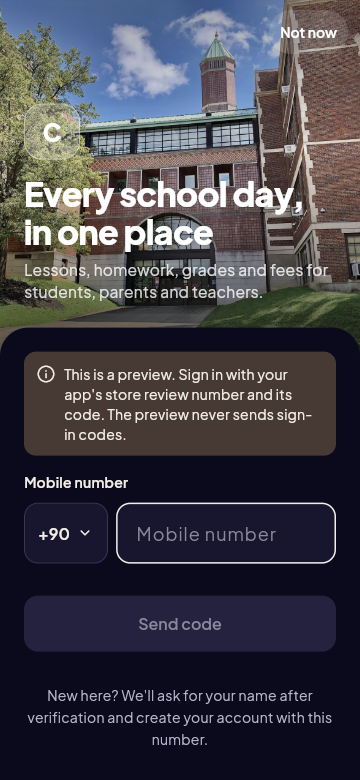 Not now
C
Every school day,
in one place
Lessons, homework, grades and fees for
students, parents and teachers.
This is a preview. Sign in with your
app's store review number and its
code. The preview never sends sign-
in codes.
Mobile number
+90
Mobile number
Send code
New here? We'll ask for your name after
verification and create your account with this
number.